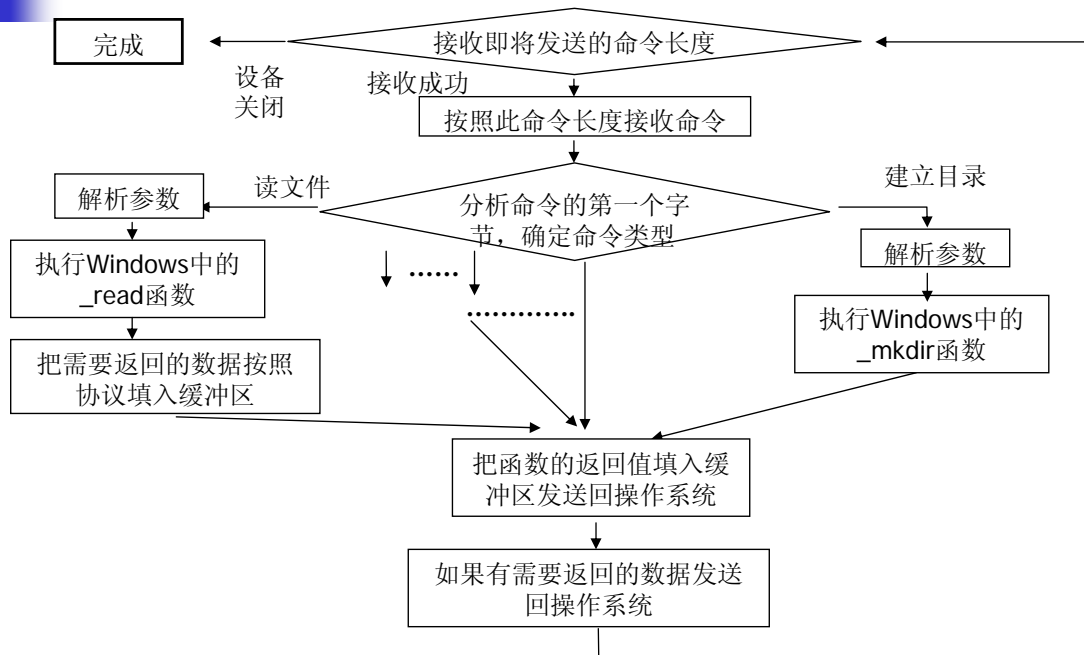 完成
接收即将发送的命令长度
设备
关闭
接收成功
按照此命令长度接收命令
解析参数
读文件
分析命令的第一个字
节，确定命令类型
建立目录
解析参数
执行Windows中的
_read函数
......
.............
执行Windows中的
_mkdir函数
把需要返回的数据按照
协议填入缓冲区
把函数的返回值填入缓
冲区发送回操作系统
如果有需要返回的数据发送
回操作系统